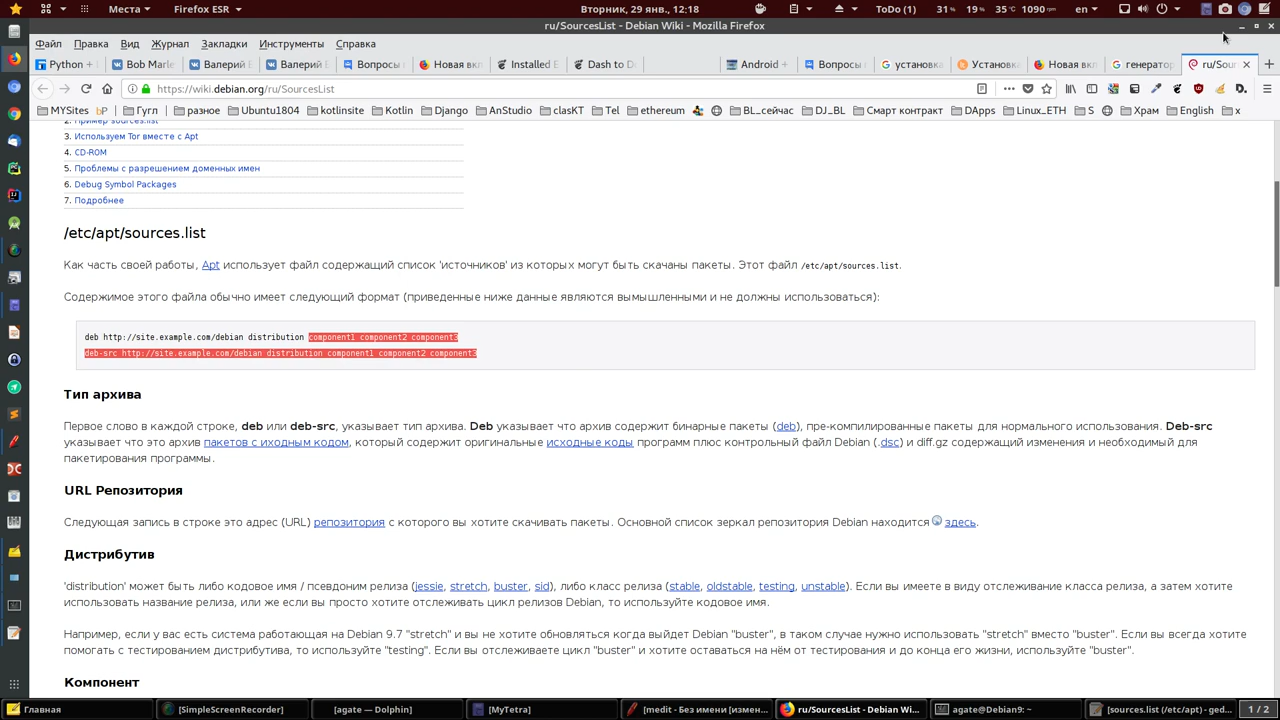 Места
Firefox ESR
Вторник, 29 янв., 12:18
ToDo (1)
31 %
19 %
35°C
1090 rpm
en
ru/SourcesList - Debian Wiki - Mozilla Firefox
Файл Правка Вид Журнал Закладки Инструменты Справка
Python +
Bob Marle
Валерий
Валерий Б
Вопросы
Новая вкл
Installed E
Dash to D
Android +
Вопросы
установка
Установк
Новая вкл
генератор
ru/Sour
https://wiki.debian.org/ru/SourcesList
MYSites
bP
Гугл
разное
Ubuntu1804
kotlinsite
Kotlin
Django
AnStudio
clasKT
Tel
ethereum
BL_сейчас
DJ_BL
Смарт контракт
DApps
Linux_ETH
S
Храм
English
x
2. Пример sources.list
3. Используем Tor вместе с Apt
4. CD-ROM
5. Проблемы с разрешением доменных имен
6. Debug Symbol Packages
7. Подробнее
/etc/apt/sources.list
Как часть своей работы, Apt использует файл содержащий список 'источников' из которых могут быть скачаны пакеты. Этот файл /etc/apt/sources.list.
Содержимое этого файла обычно имеет следующий формат (приведенные ниже данные являются вымышленными и не должны использоваться):
deb http://site.example.com/debian distribution component1 component2 component3
deb-src http://site.example.com/debian distribution component1 component2 component3
Тип архива
Первое слово в каждой строке, deb или deb-src, указывает тип архива. Deb указывает что архив содержит бинарные пакеты (deb), пре-компилированные пакеты для нормального использования. Deb-src
указывает что это архив пакетов с иходным кодом, который содержит оригинальные исходные коды программ плюс контрольный файл Debian (.dsc) и diff.gz содержащий изменения и необходимый для
пакетирования программы.
URL Репозитория
Следующая запись в строке это адрес (URL) репозитория с которого вы хотите скачивать пакеты. Основной список зеркал репозитория Debian находится здесь.
Дистрибутив
'distribution' может быть либо кодовое имя / псевдоним релиза (jessie, stretch, buster, sid), либо класс релиза (stable, oldstable, testing, unstable). Если вы имеете в виду отслеживание класса релиза, а затем хотите
использовать название релиза, или же если вы просто хотите отслеживать цикл релизов Debian, то используйте кодовое имя.
Например, если у вас есть система работающая на Debian 9.7 "stretch" и вы не хотите обновляться когда выйдет Debian "buster", в таком случае нужно использовать "stretch" вместо "buster". Если вы всегда хотите
помогать с тестированием дистрибутива, то используйте "testing". Если вы отслеживаете цикл "buster" и хотите оставаться на нём от тестирования и до конца его жизни, используйте "buster".
Компонент
Главная
[SimpleScreenRecorder]
[agate — Dolphin]
[MyTetra]
[medit - Без имени [измен...
ru/SourcesList - Debian Wi...
agate@Debian9: ~
[sources.list (/etc/apt) - ged...
1 / 2